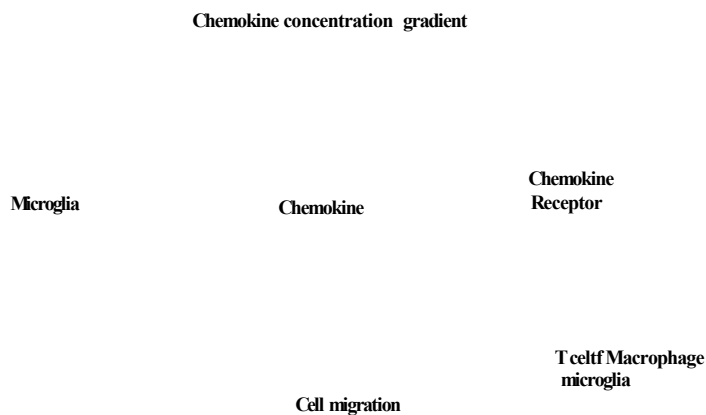 Chemokine concentration gradient
Chemokine
Receptor
Microglia
Chemokine
T celtf Macrophage
microglia
Cell migration